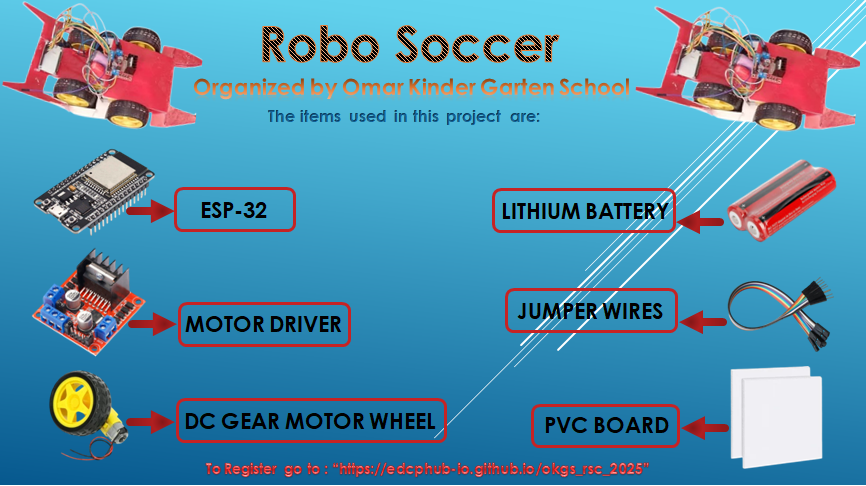 Robo Soccer
Organized by Omar Kinder Garten School
The items used in this project are:
ESP-32
LITHIUM BATTERY
MOTOR DRIVER
JUMPER WIRES
DC GEAR MOTOR WHEEL
PVC BOARD
To Register go to : “https://edcphub-io.github.io/okgs_rsc_2025”